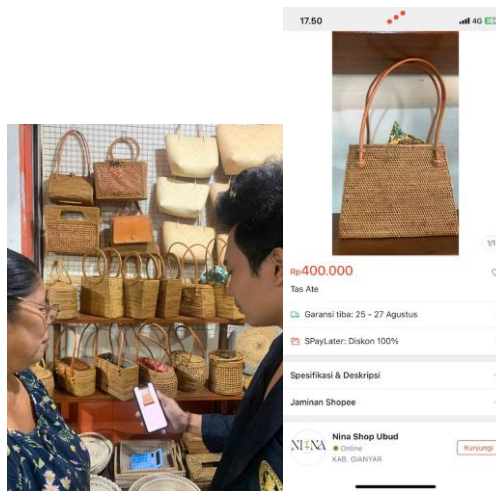 17.50
4G
1/1
Rp400.000
Tas Ate
Garansi tiba: 25 - 27 Agustus
SPayLater: Diskon 100%
Spesifikasi & Deskripsi
Jaminan Shopee
NINA
Nina Shop Ubud
Online
KAB. GIANYAR
Kunjungi